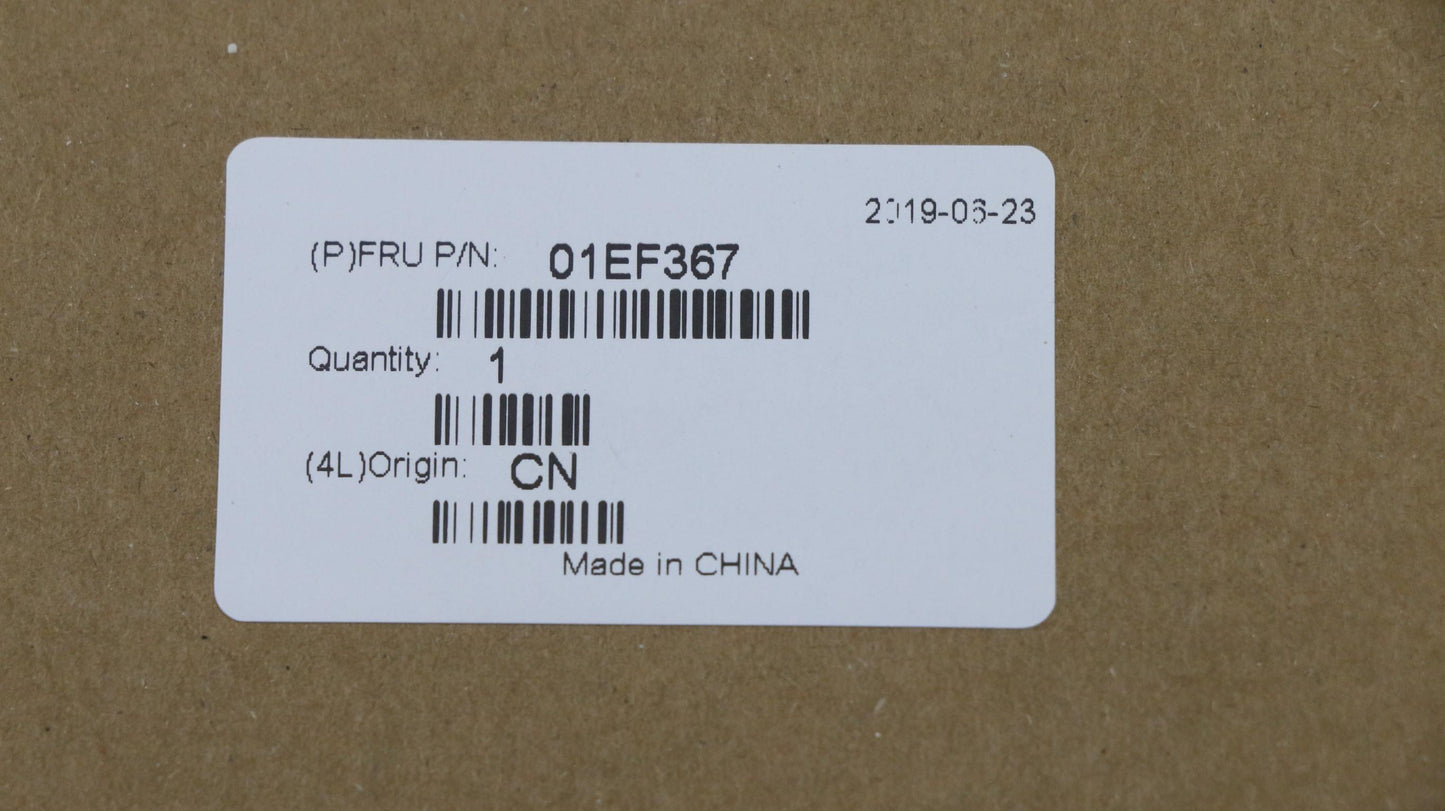 2019-06-23
(P)FRU P/N: 01EF367
Quantity: 1
(4L)Origin: CN
Made in CHINA